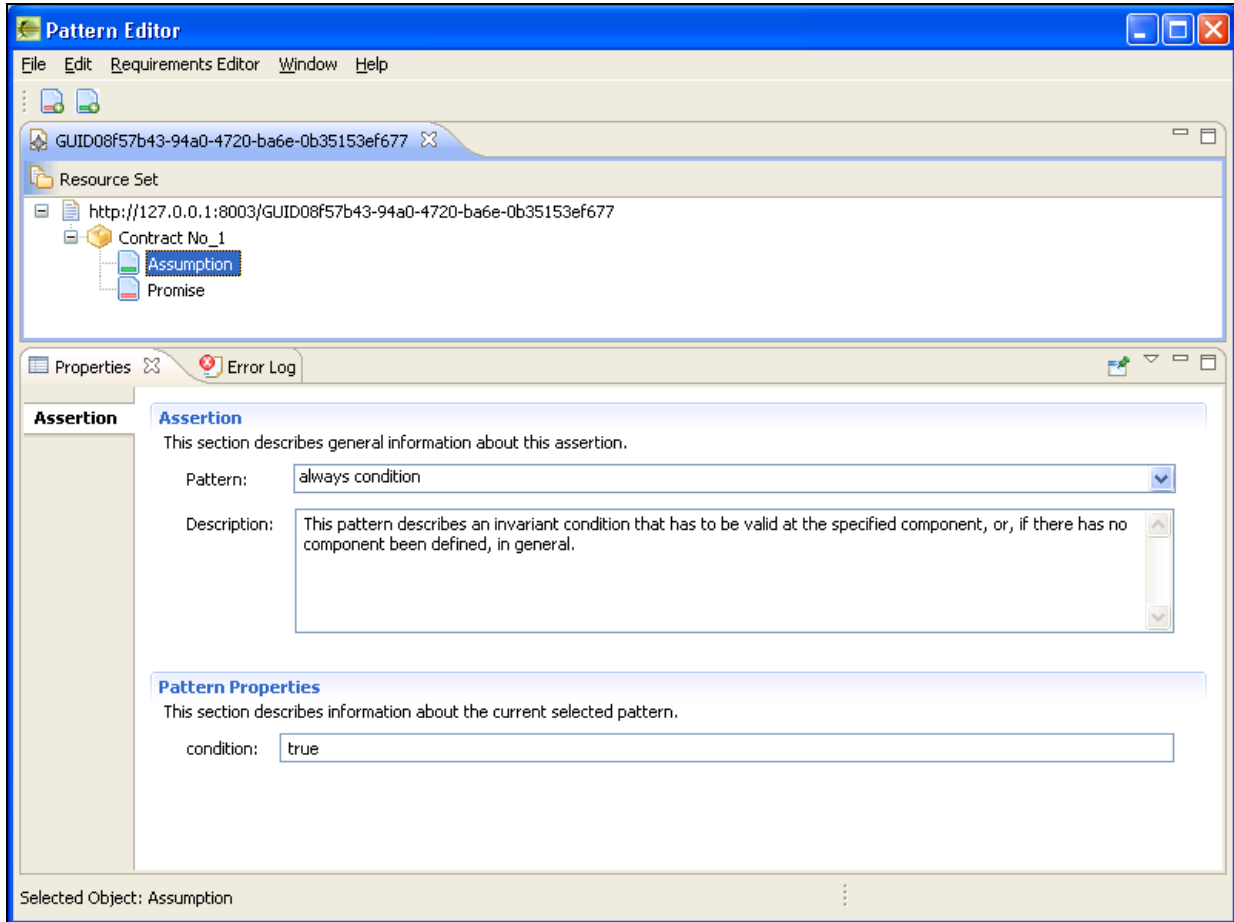 Pattern Editor
File Edit Requirements Editor Window Help
GUID08f57b43-94a0-4720-ba6e-0b35153ef677
Resource Set
http://127.0.0.1:8003/GUID08f57b43-94a0-4720-ba6e-0b35153ef677
Contract No_1
Assumption
Promise
Properties Error Log
Assertion
Assertion
This section describes general information about this assertion.
Pattern: always condition
Description: This pattern describes an invariant condition that has to be valid at the specified component, or, if there has no
component been defined, in general.
Pattern Properties
This section describes information about the current selected pattern.
condition: true
Selected Object: Assumption